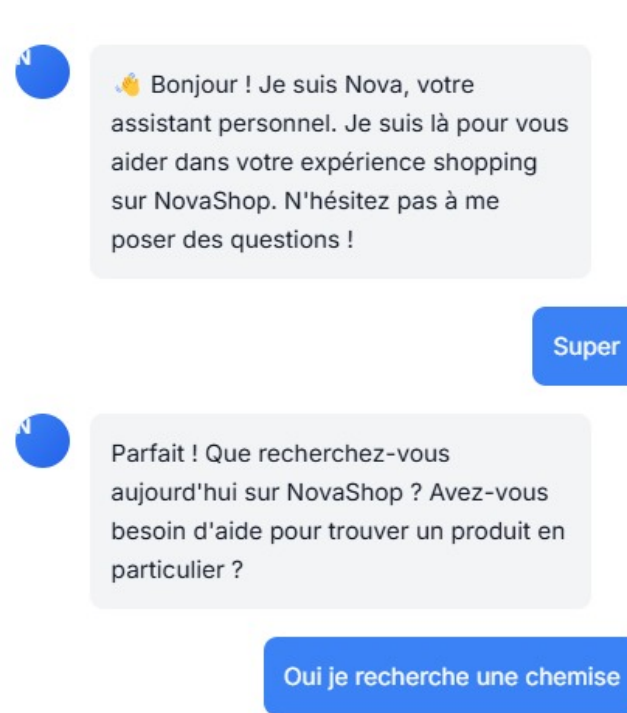 N
👋 Bonjour ! Je suis Nova, votre
assistant personnel. Je suis là pour vous
aider dans votre expérience shopping
sur NovaShop. N'hésitez pas à me
poser des questions !
Super
N
Parfait ! Que recherchez-vous
aujourd'hui sur NovaShop ? Avez-vous
besoin d'aide pour trouver un produit en
particulier ?
Oui je recherche une chemise